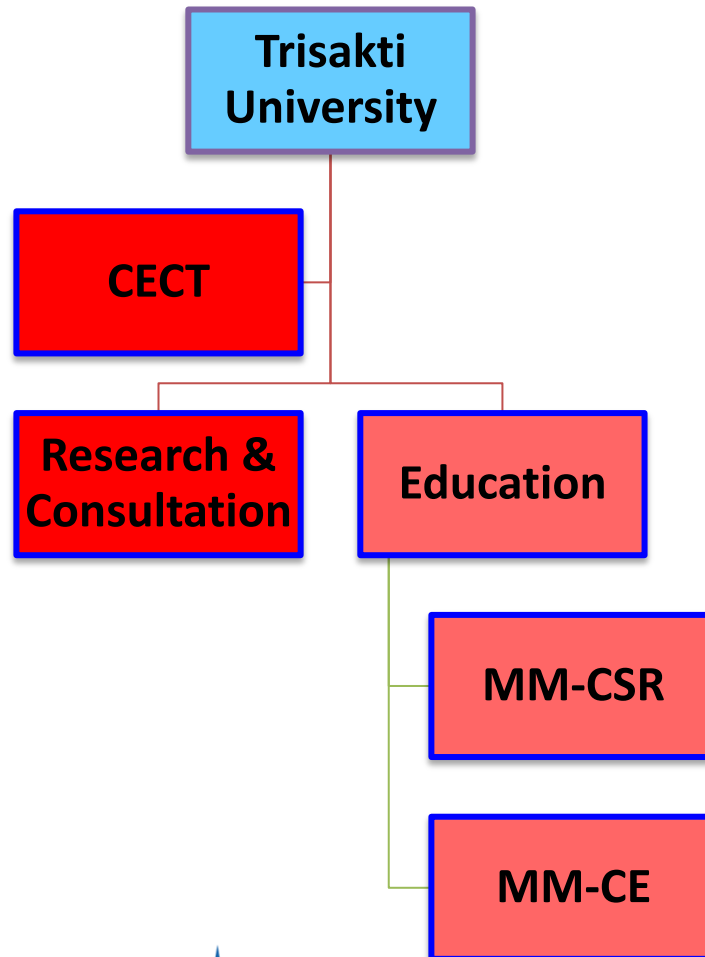 Trisakti
University
CECT
Research &
Consultation
Education
MM-CSR
MM-CE